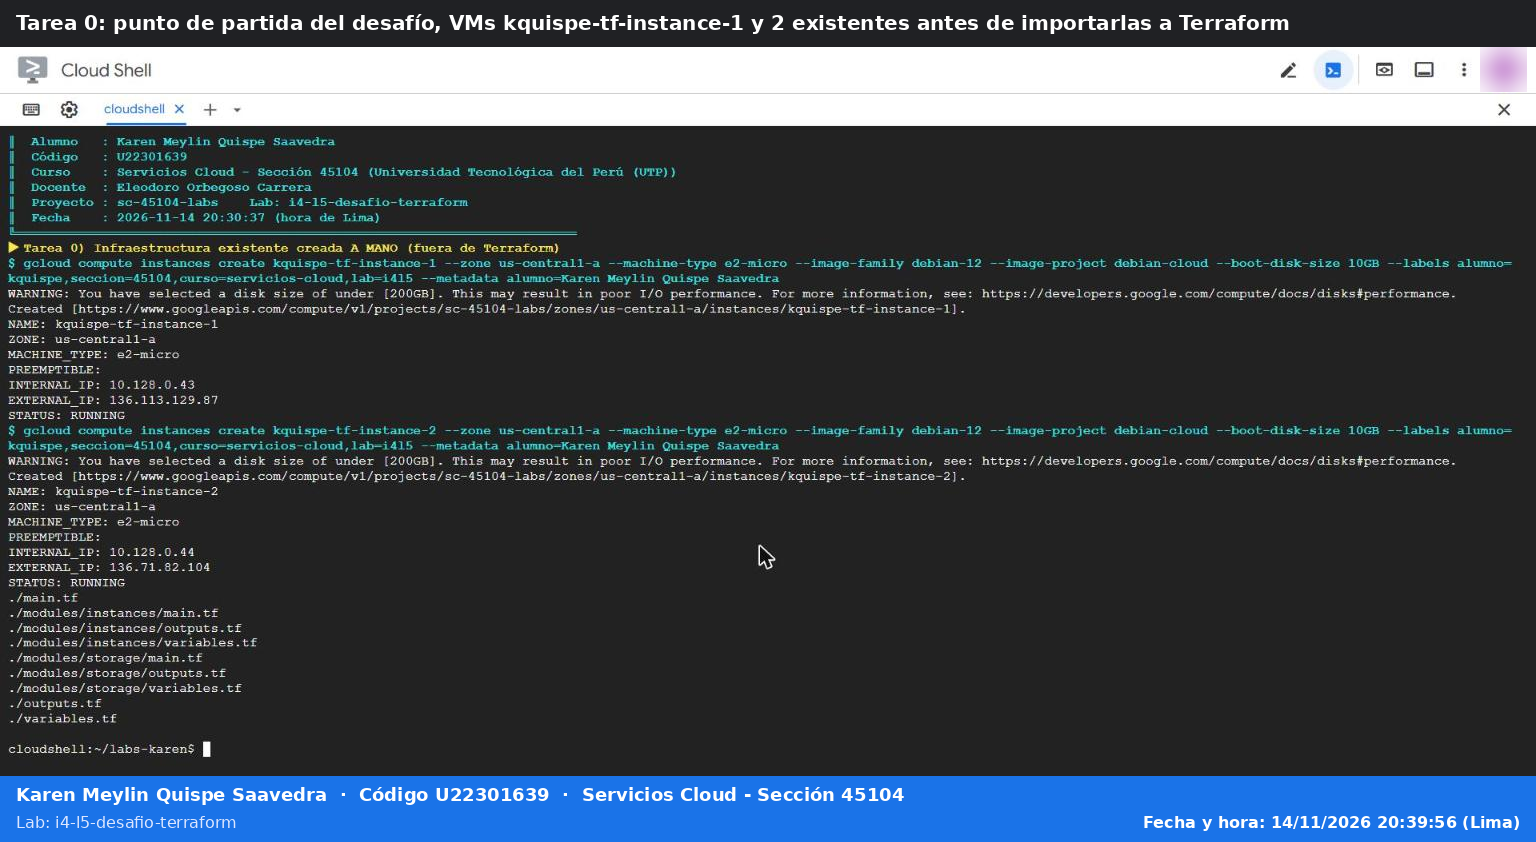 Tarea 0: punto de partida del desafío, VMs kquispe-tf-instance-1 y 2 existentes antes de importarlas a Terraform
Cloud Shell
cloudshell
Alumno : Karen Meylin Quispe Saavedra
Código : U22301639
Curso : Servicios Cloud - Sección 45104 (Universidad Tecnológica del Perú (UTP))
Docente : Eleodoro Orbegoso Carrera
Proyecto : sc-45104-labs Lab: i4-l5-desafio-terraform
Fecha : 2026-11-14 20:30:37 (hora de Lima)
Tarea 0) Infraestructura existente creada A MANO (fuera de Terraform)
$ gcloud compute instances create kquispe-tf-instance-1 --zone us-central1-a --machine-type e2-micro --image-family debian-12 --image-project debian-cloud --boot-disk-size 10GB --labels alumno=
kquispe,seccion=45104,curso=servicios-cloud,lab=i4l5 --metadata alumno=Karen Meylin Quispe Saavedra
WARNING: You have selected a disk size of under [200GB]. This may result in poor I/O performance. For more information, see: https://developers.google.com/compute/docs/disks#performance.
Created [https://www.googleapis.com/compute/v1/projects/sc-45104-labs/zones/us-central1-a/instances/kquispe-tf-instance-1].
NAME: kquispe-tf-instance-1
ZONE: us-central1-a
MACHINE_TYPE: e2-micro
PREEMPTIBLE:
INTERNAL_IP: 10.128.0.43
EXTERNAL_IP: 136.113.129.87
STATUS: RUNNING
$ gcloud compute instances create kquispe-tf-instance-2 --zone us-central1-a --machine-type e2-micro --image-family debian-12 --image-project debian-cloud --boot-disk-size 10GB --labels alumno=
kquispe,seccion=45104,curso=servicios-cloud,lab=i4l5 --metadata alumno=Karen Meylin Quispe Saavedra
WARNING: You have selected a disk size of under [200GB]. This may result in poor I/O performance. For more information, see: https://developers.google.com/compute/docs/disks#performance.
Created [https://www.googleapis.com/compute/v1/projects/sc-45104-labs/zones/us-central1-a/instances/kquispe-tf-instance-2].
NAME: kquispe-tf-instance-2
ZONE: us-central1-a
MACHINE_TYPE: e2-micro
PREEMPTIBLE:
INTERNAL_IP: 10.128.0.44
EXTERNAL_IP: 136.71.82.104
STATUS: RUNNING
./main.tf
./modules/instances/main.tf
./modules/instances/outputs.tf
./modules/instances/variables.tf
./modules/storage/main.tf
./modules/storage/outputs.tf
./modules/storage/variables.tf
./outputs.tf
./variables.tf
cloudshell:~/labs-karen$
Karen Meylin Quispe Saavedra · Código U22301639 · Servicios Cloud - Sección 45104
Lab: i4-l5-desafio-terraform
Fecha y hora: 14/11/2026 20:39:56 (Lima)